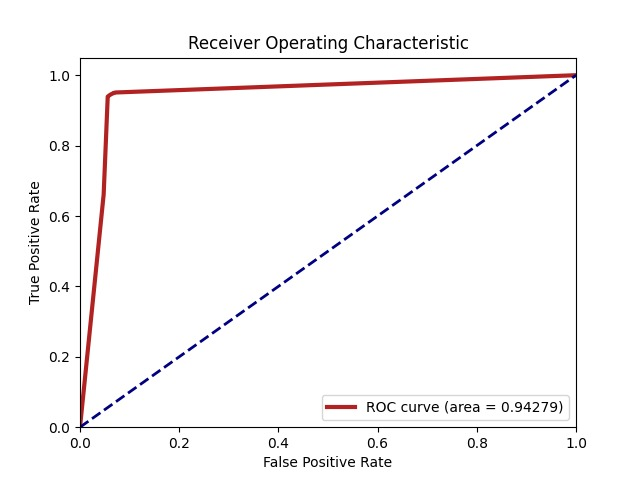 Receiver Operating Characteristic
1.0
0.8
0.6
0.4
0.2
0.0
True Positive Rate
ROC curve (area = 0.94279)
0.0 0.2 0.4 0.6 0.8 1.0
False Positive Rate